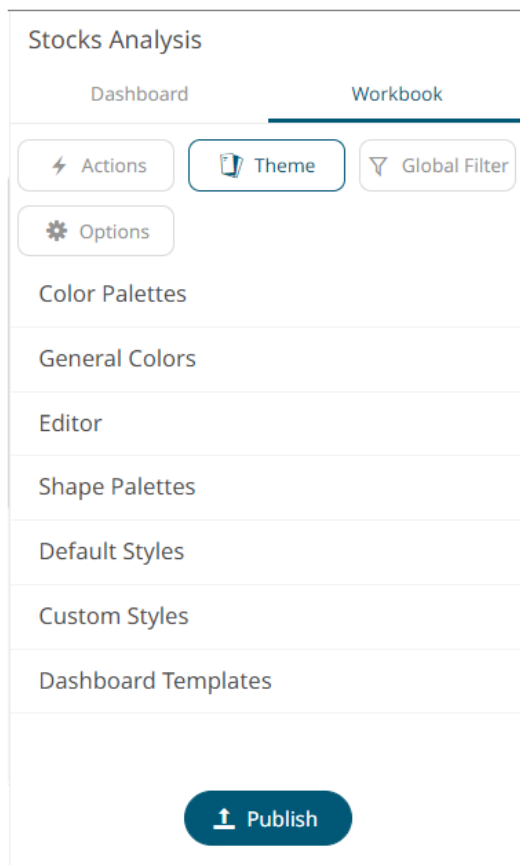 Stocks Analysis
Dashboard Workbook
Actions Theme Global Filter
Options
Color Palettes
General Colors
Editor
Shape Palettes
Default Styles
Custom Styles
Dashboard Templates
Publish